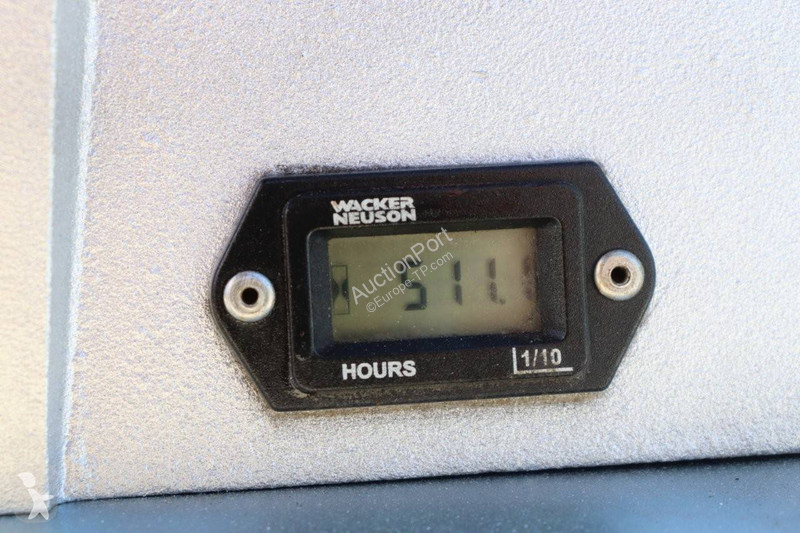 WACKER
NEUSON
AuctionPort
©Europe-TP.com
511.
HOURS
1/10